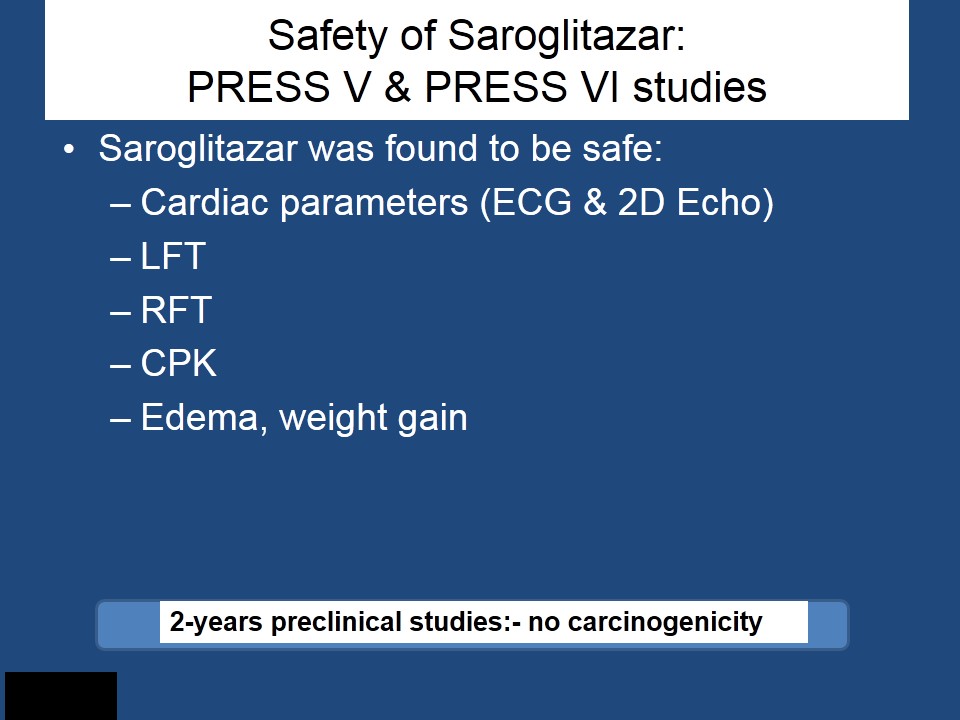 Safety of Saroglitazar:
PRESS V & PRESS VI studies
• Saroglitazar was found to be safe:
– Cardiac parameters (ECG & 2D Echo)
– LFT
– RFT
– CPK
– Edema, weight gain
2-years preclinical studies:- no carcinogenicity